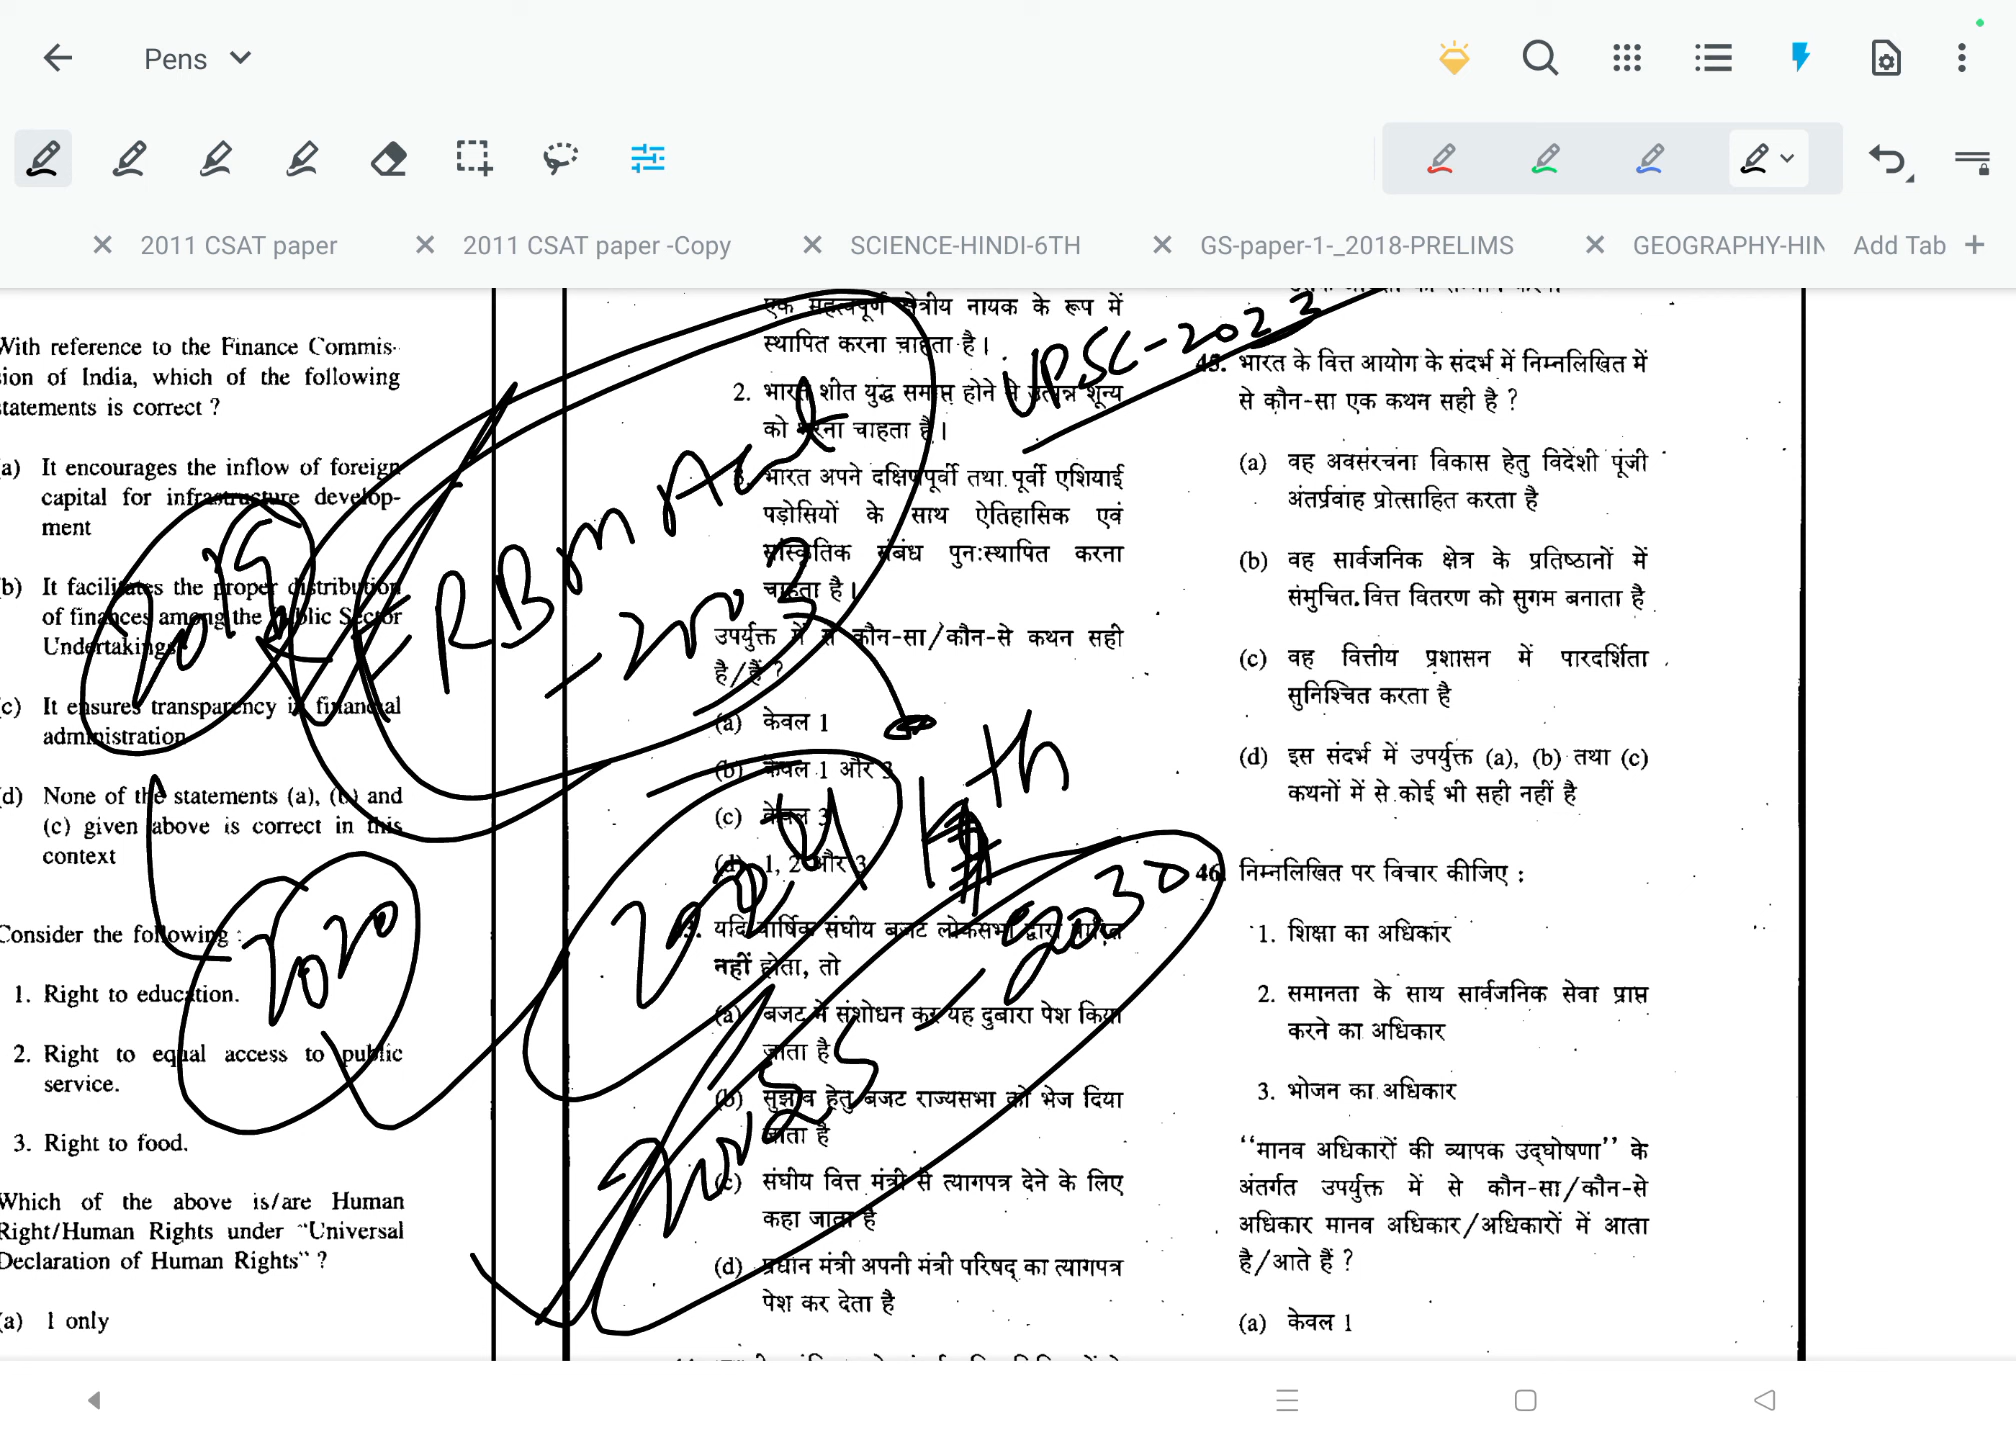 Pens
2011 CSAT paper
2011 CSAT paper -Copy
SCIENCE-HINDI-6TH
GS-paper-1-_2018-PRELIMS
GEOGRAPHY-HIN
Add Tab +
With reference to the Finance Commis-
sion of India, which of the following
statements is correct ?
a) It encourages the inflow of foreign
capital for infrastructure develop-
ment
b) It facilitates the proper distribution
of finances among the Public Sector
Undertakings
c) It ensures transparency in financial
administration
d) None of the statements (a), (b) and
(c) given above is correct in this
context
Consider the following :
1. Right to education.
2. Right to equal access to public
service.
3. Right to food.
Which of the above is/are Human
Right/Human Rights under "Universal
Declaration of Human Rights" ?
(a) 1 only
एक महत्वपूर्ण क्षेत्रीय नायक के रूप में
स्थापित करना चाहता है।
2. भारत शीत युद्ध समाप्त होने से उत्पन्न शून्य
को भरना चाहता है।
3. भारत अपने दक्षिणपूर्वी तथा पूर्वी एशियाई
पड़ोसियों के साथ ऐतिहासिक एवं
सांस्कृतिक संबंध पुन:स्थापित करना
चाहता है।
उपर्युक्त में से कौन-सा/कौन-से कथन सही
है/हैं ?
(a) केवल 1
(b) केवल 1 और 3
(c) केवल 3
(d) 1, 2 और 3
यदि वार्षिक संघीय बजट लोकसभा द्वारा पारित
नहीं होता, तो
(a) बजट में संशोधन कर यह दुबारा पेश किया
जाता है
(b) सुझाव हेतु बजट राज्यसभा को भेज दिया
जाता है
(c) संघीय वित्त मंत्री से त्यागपत्र देने के लिए
कहा जाता है
(d) प्रधान मंत्री अपनी मंत्री परिषद् का त्यागपत्र
पेश कर देता है
45. भारत के वित्त आयोग के संदर्भ में निम्नलिखित में
से कौन-सा एक कथन सही है ?
(a) वह अवसंरचना विकास हेतु विदेशी पूंजी
अंतर्प्रवाह प्रोत्साहित करता है
(b) वह सार्वजनिक क्षेत्र के प्रतिष्ठानों में
संमुचित वित्त वितरण को सुगम बनाता है
(c) वह वित्तीय प्रशासन में पारदर्शिता
सुनिश्चित करता है
(d) इस संदर्भ में उपर्युक्त (a), (b) तथा (c)
कथनों में से कोई भी सही नहीं है
46. निम्नलिखित पर विचार कीजिए :
1. शिक्षा का अधिकार
2. समानता के साथ सार्वजनिक सेवा प्राप्त
करने का अधिकार
3. भोजन का अधिकार
"मानव अधिकारों की व्यापक उद्घोषणा" के
अंतर्गत उपर्युक्त में से कौन-सा/कौन-से
अधिकार मानव अधिकार/अधिकारों में आता
है/आते हैं ?
(a) केवल 1
UPSC-2023
RBM Act
-2003
2019
2020
2021
th
2025 - 2030